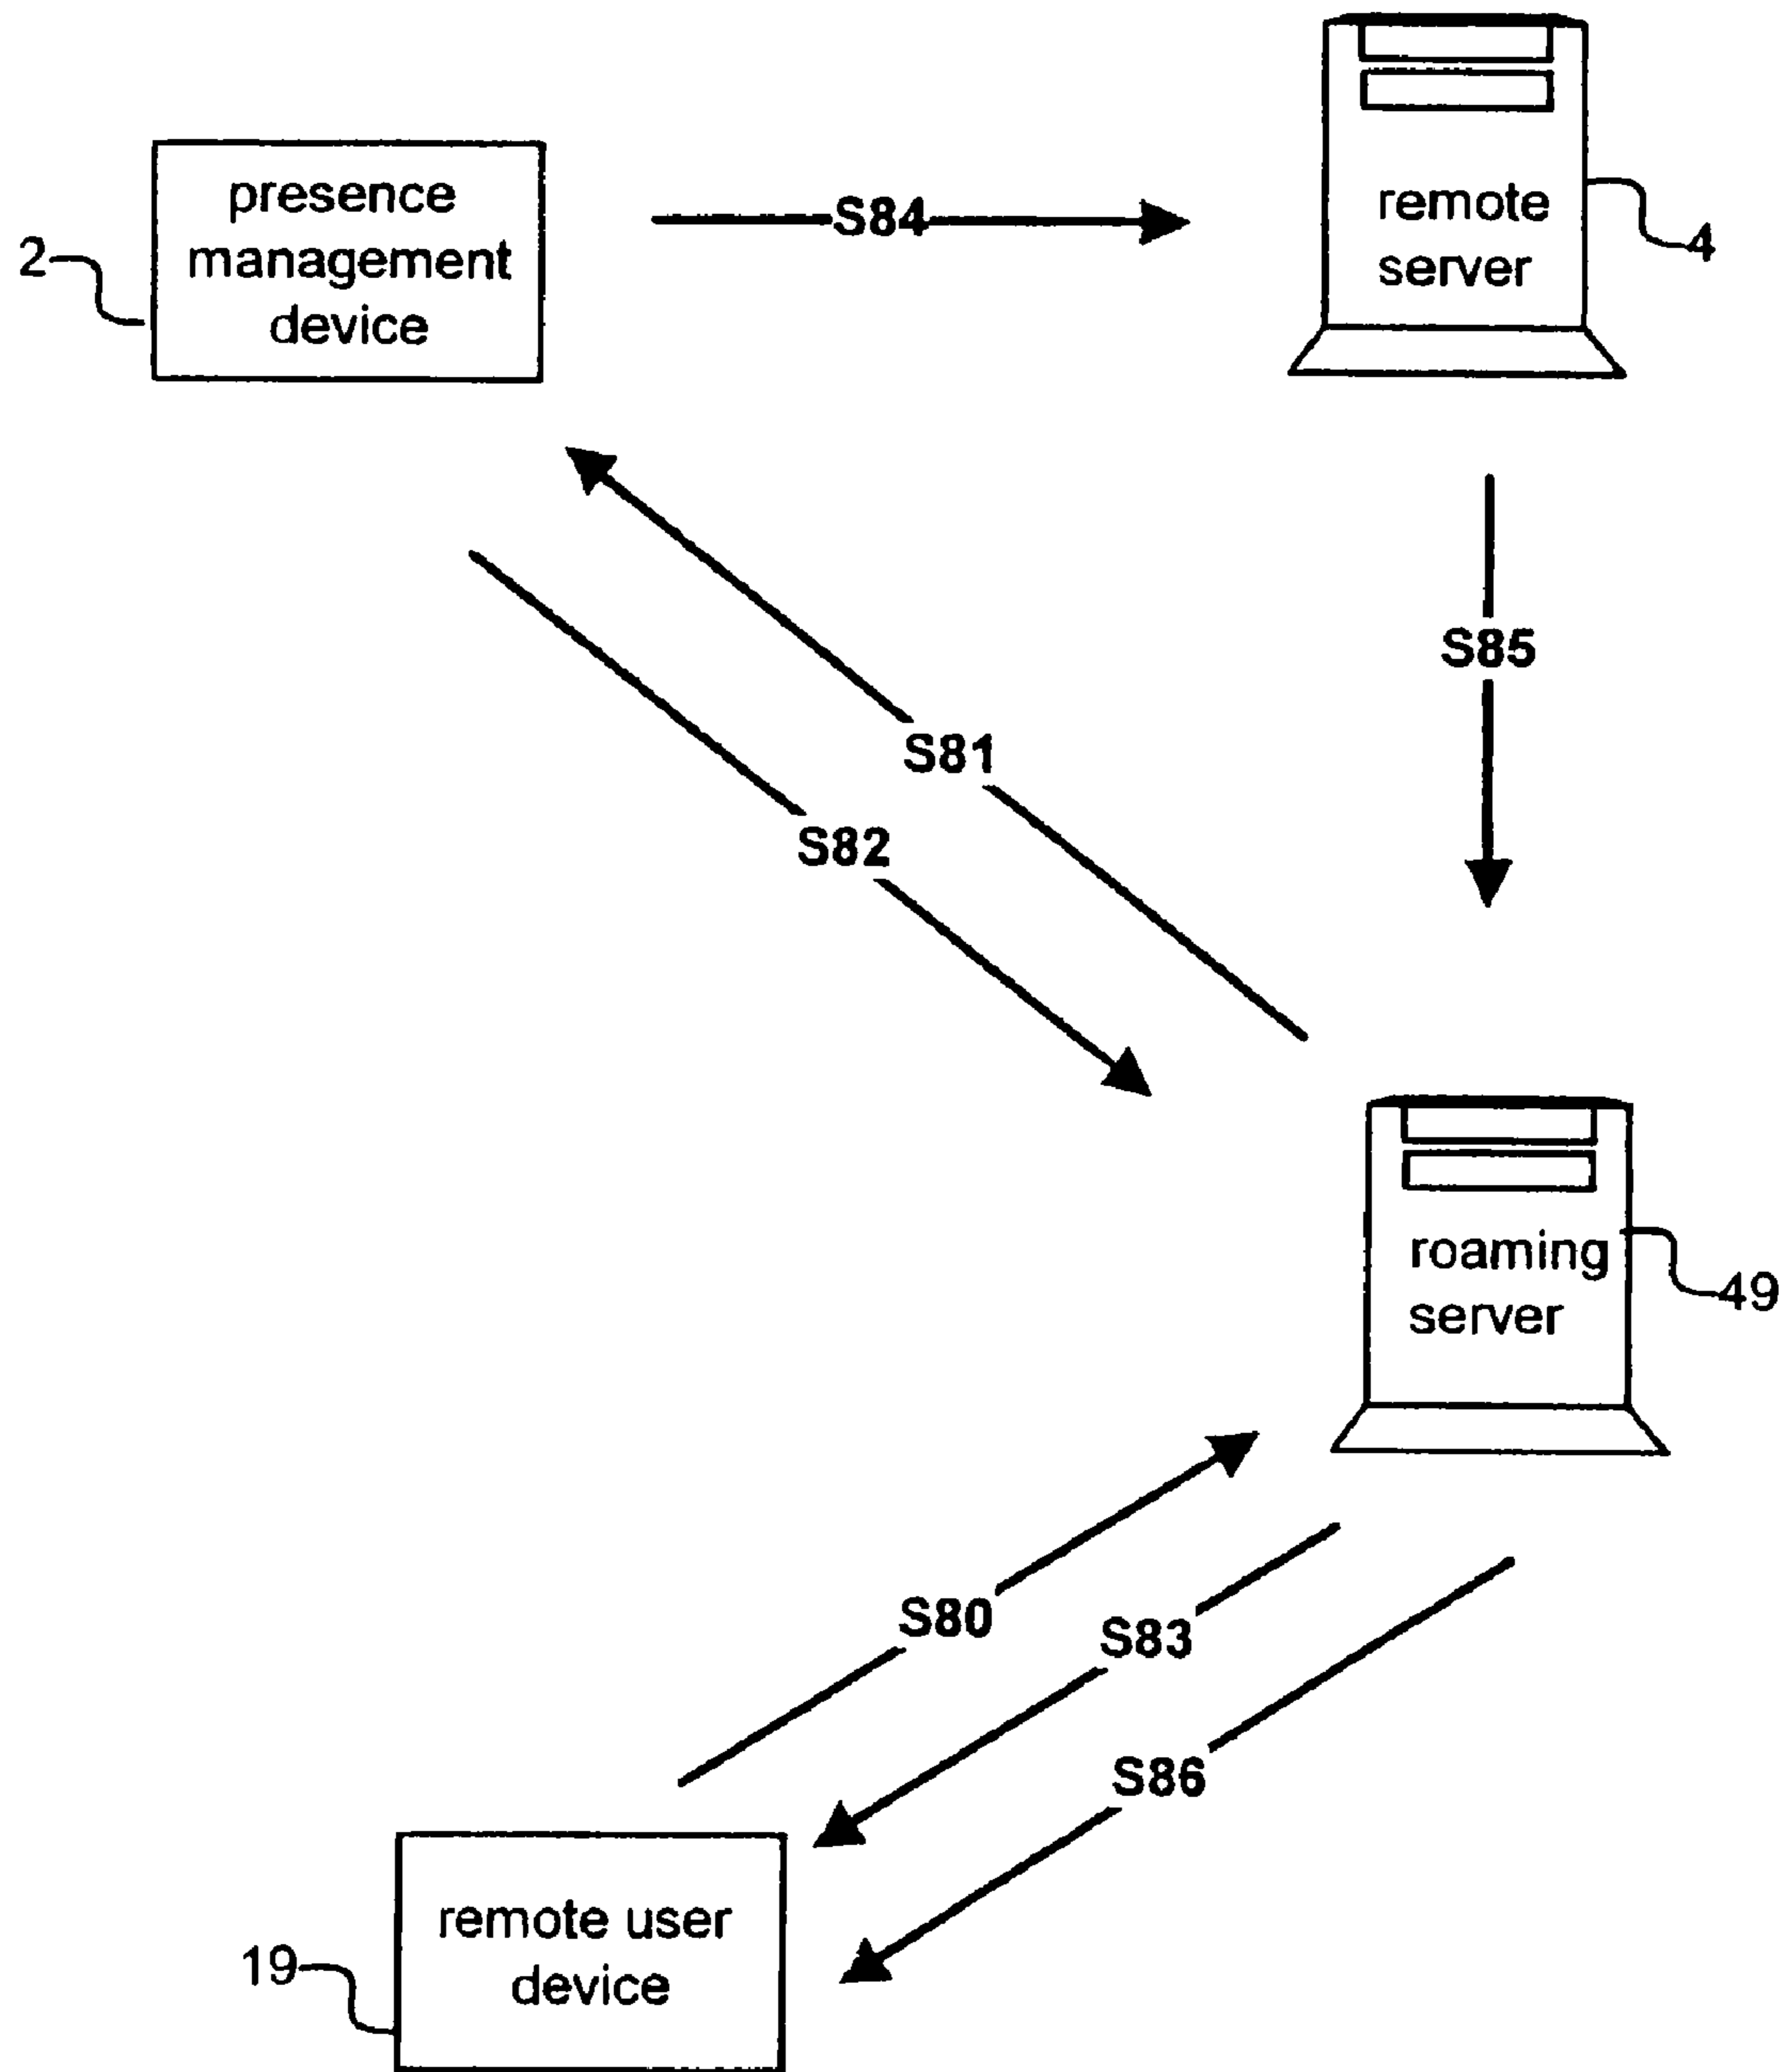 presence
management
device
2
S84
remote
server
4
S85
S81
S82
roaming
server
49
S80
S83
S86
remote user
device
19